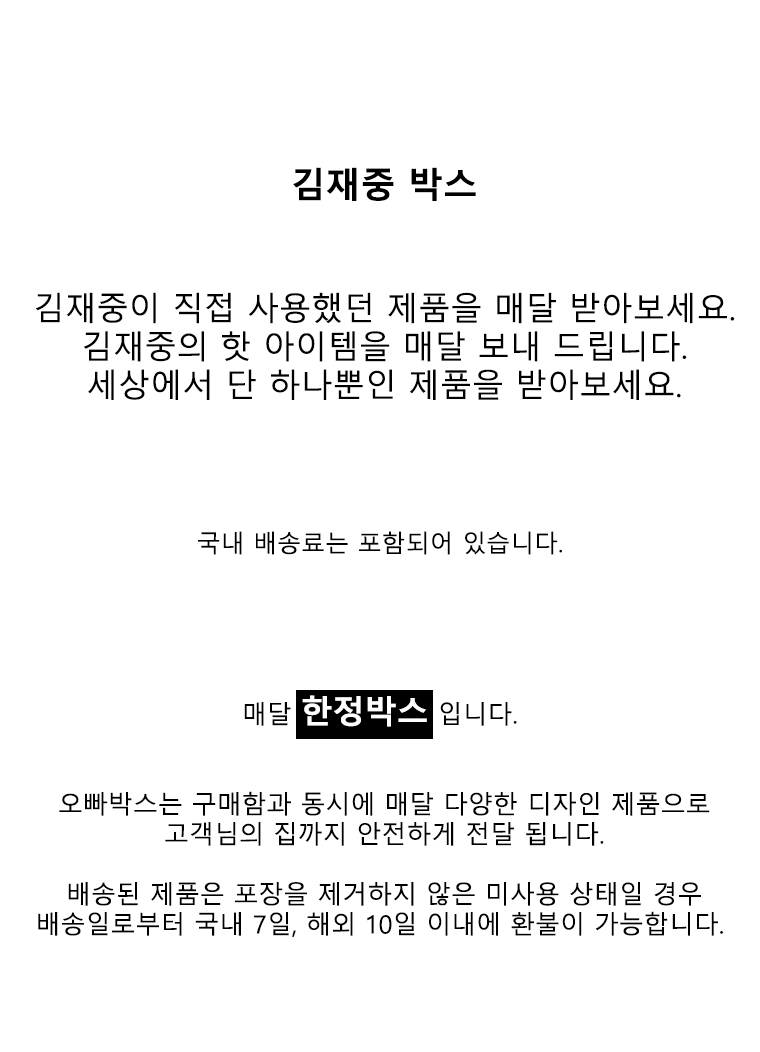 김재중 박스
김재중이 직접 사용했던 제품을 매달 받아보세요.
김재중의 핫 아이템을 매달 보내 드립니다.
세상에서 단 하나뿐인 제품을 받아보세요.
국내 배송료는 포함되어 있습니다.
매달 한정박스 입니다.
오빠박스는 구매함과 동시에 매달 다양한 디자인 제품으로
고객님의 집까지 안전하게 전달 됩니다.
배송된 제품은 포장을 제거하지 않은 미사용 상태일 경우
배송일로부터 국내 7일, 해외 10일 이내에 환불이 가능합니다.